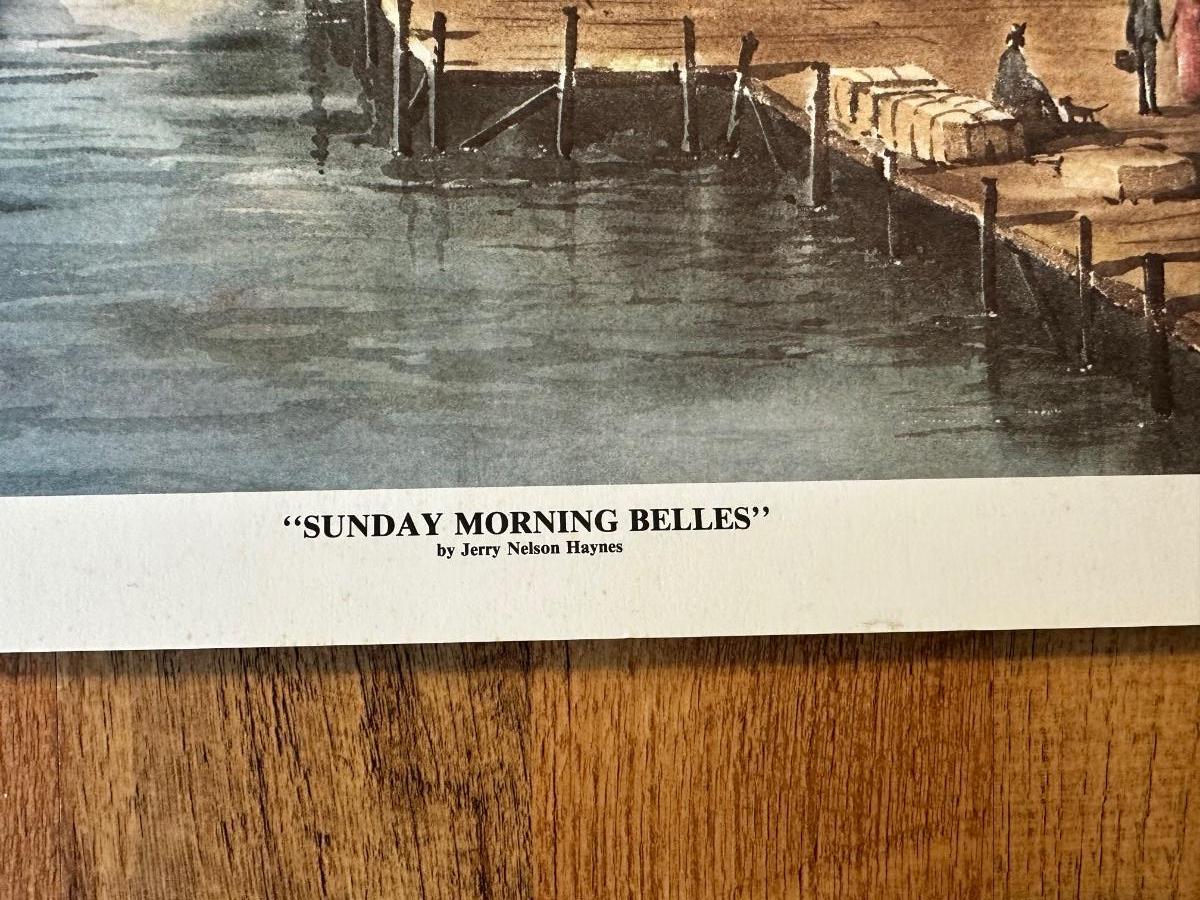 “SUNDAY MORNING BELLES”
by Jerry Nelson Haynes